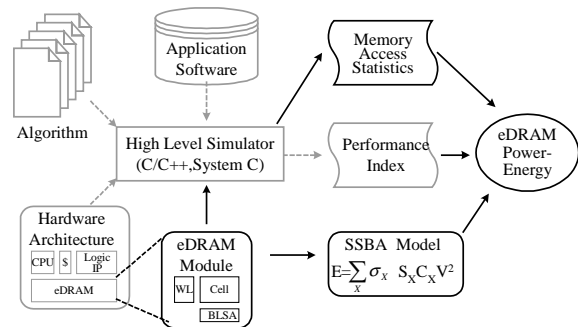 Application
Software
Memory
Access
Statistics
Algorithm
High Level Simulator
(C/C++,System C)
Performance
Index
eDRAM
Power-
Energy
Hardware
Architecture
CPU
$
Logic
IP
eDRAM
eDRAM
Module
WL
Cell
BLSA
SSBA Model
E=∑σX SXCXV²
X